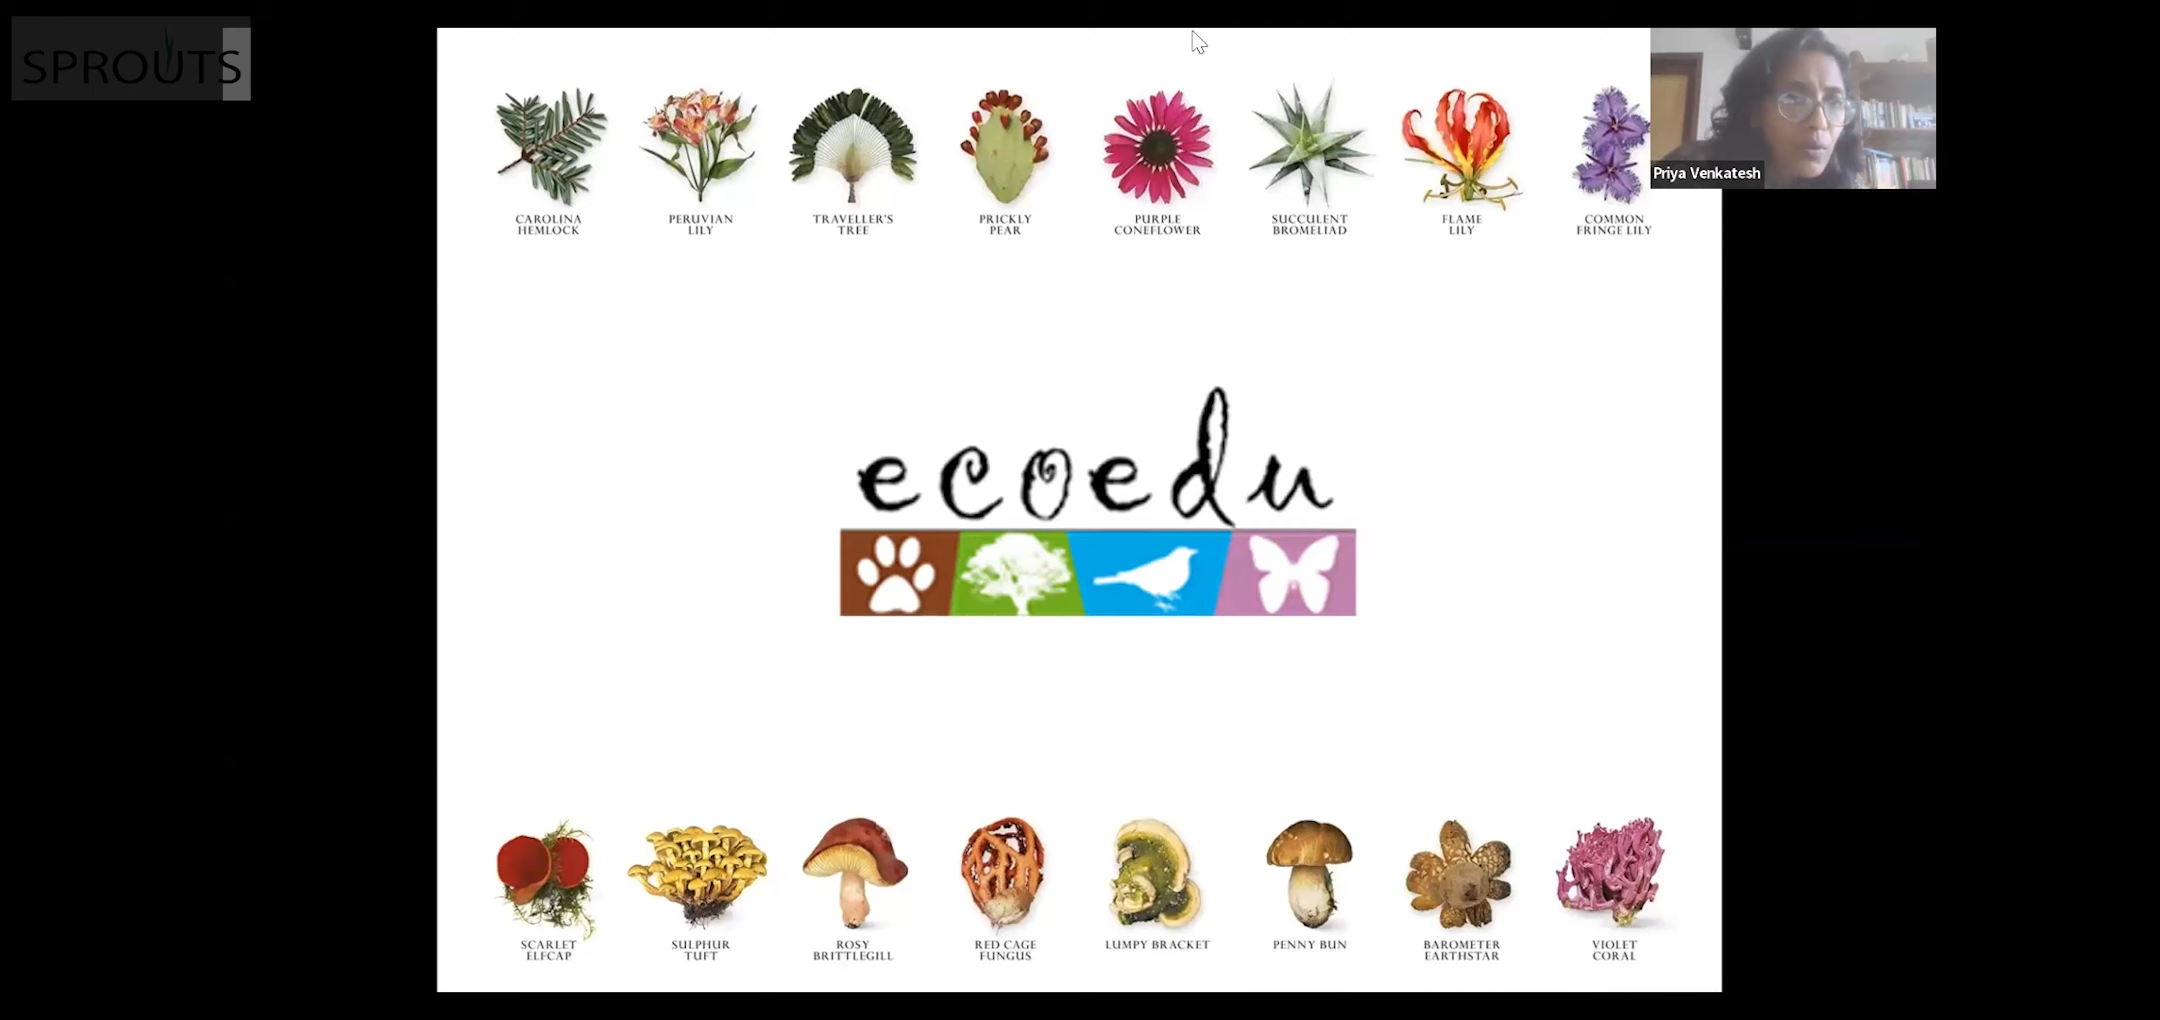 SPROUTS
Priya Venkatesh
CAROLINA
HEMLOCK
PERUVIAN
LILY
TRAVELLER'S
TREE
PRICKLY
PEAR
PURPLE
CONEFLOWER
SUCCULENT
BROMELIAD
FLAME
LILY
COMMON
FRINGE LILY
ecoedu
SCARLET
ELFCAP
SULPHUR
TUFT
ROSY
BRITTLEGILL
RED CAGE
FUNGUS
LUMPY BRACKET
PENNY BUN
BAROMETER
EARTHSTAR
VIOLET
CORAL